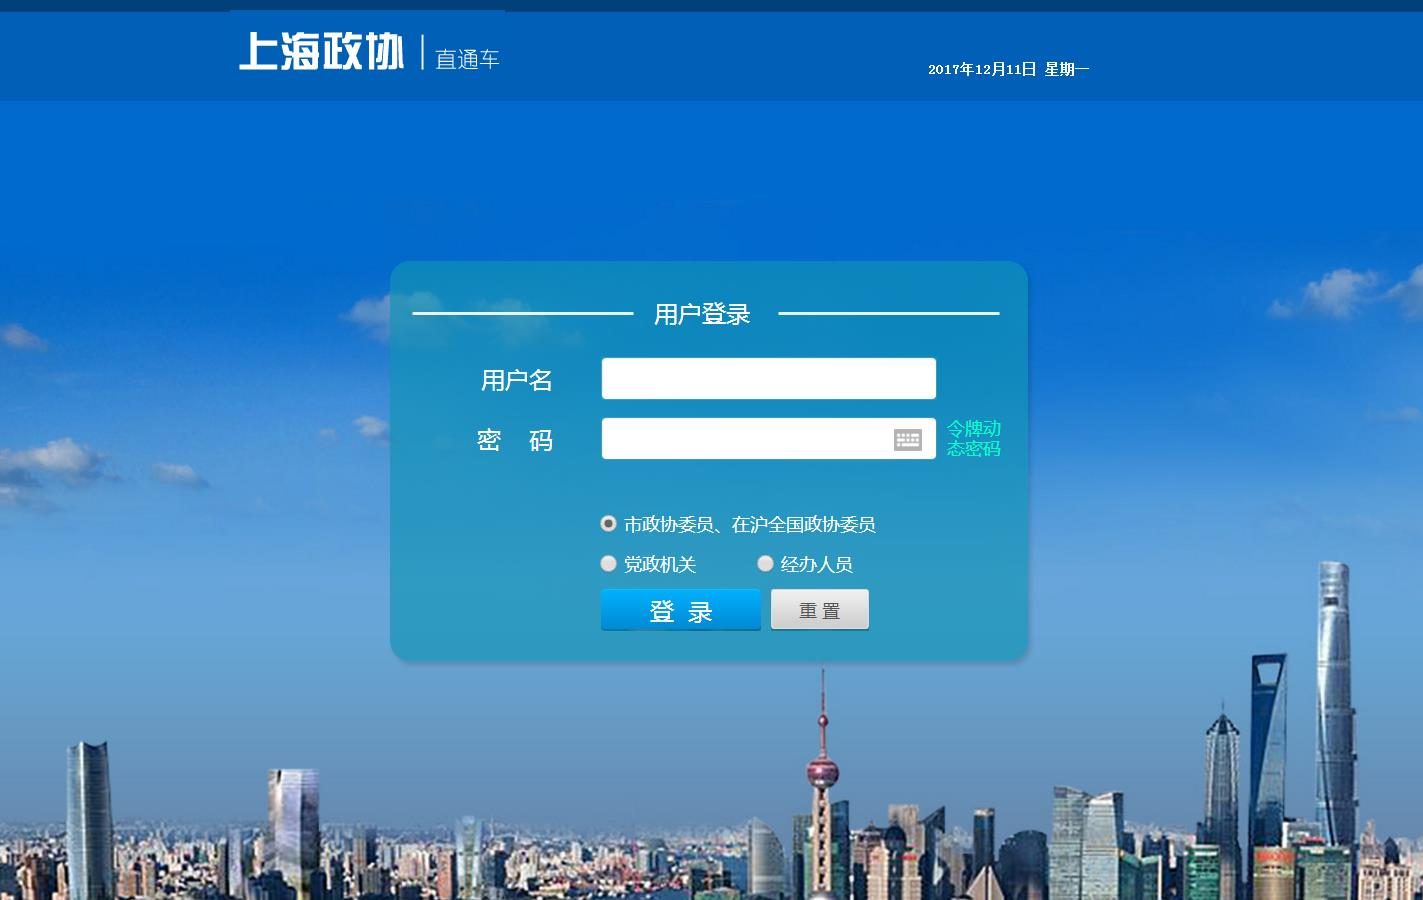 上海政协 | 直通车
2017年12月11日 星期一
用户登录
用户名
密 码
令牌动
态密码
市政协委员、在沪全国政协委员
党政机关 经办人员
登 录 重 置